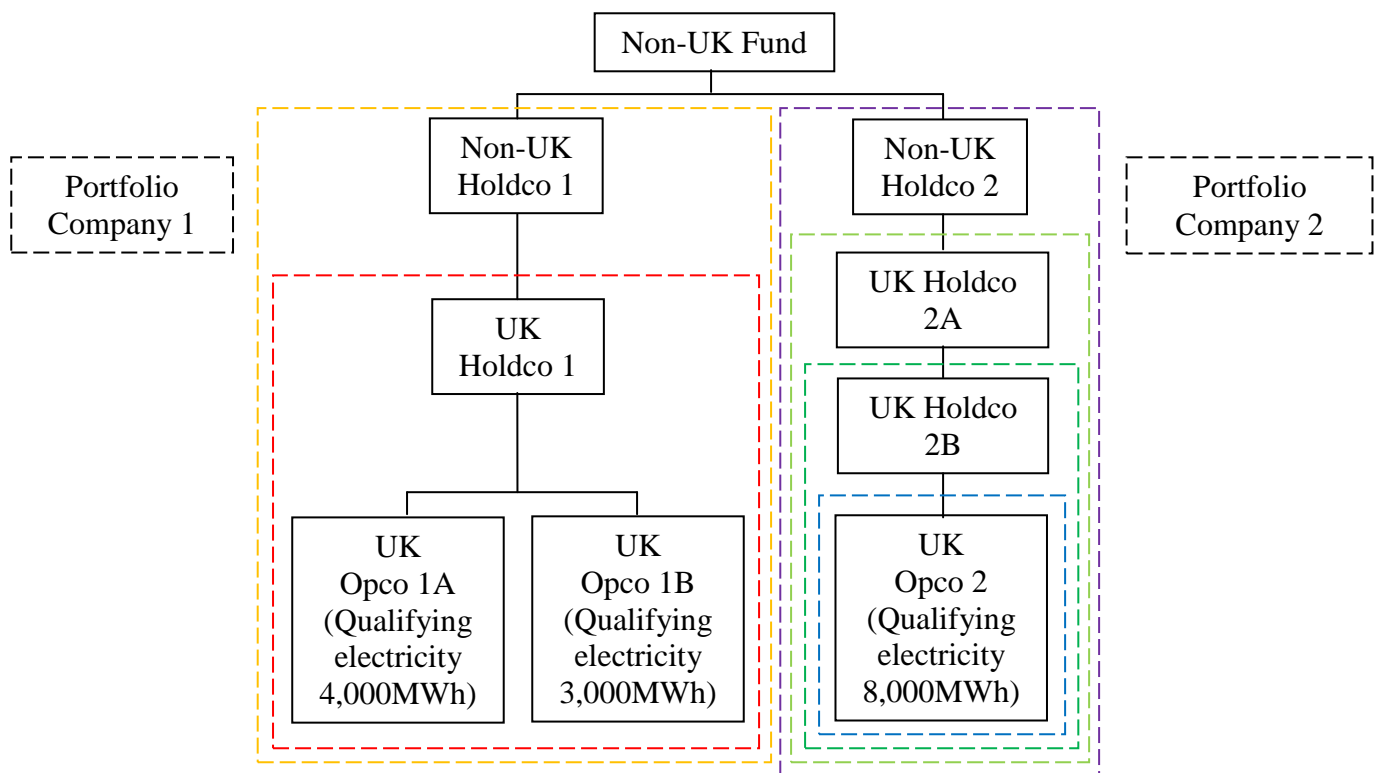 Non-UK Fund
Non-UK
Holdco 1
Non-UK
Holdco 2
Portfolio
Company 1
Portfolio
Company 2
UK Holdco
2A
UK
Holdco 1
UK Holdco
2B
UK
Opco 1A
(Qualifying
electricity
4,000MWh)
UK
Opco 1B
(Qualifying
electricity
3,000MWh)
UK
Opco 2
(Qualifying
electricity
8,000MWh)